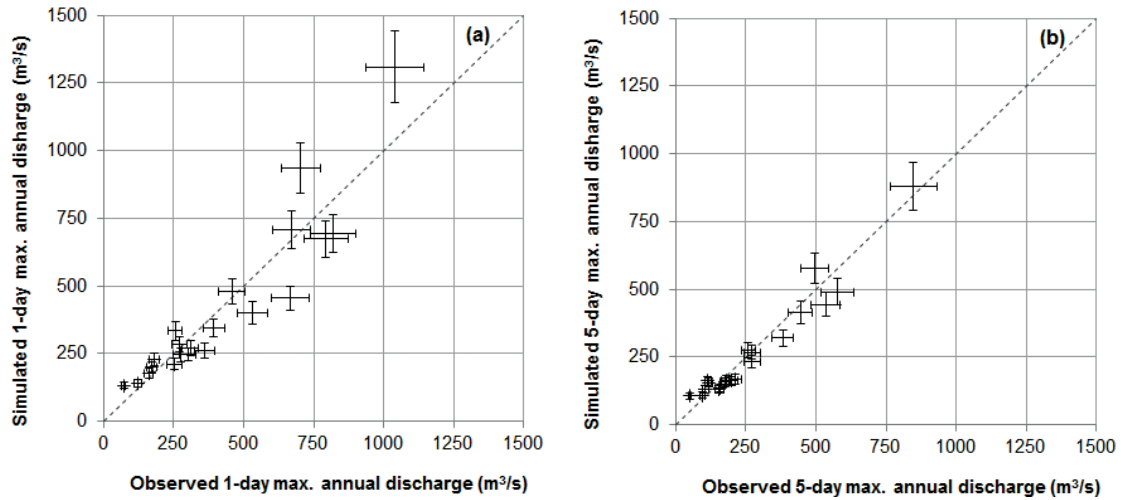 Simulated 1-day max. annual disharge (m³/s)
1500
1250
1000
750
500
250
0
(a)
0 250 500 750 1000 1250 1500
Observed 1-day max. annual discharge (m³/s)
Simulated 5-day max. annual disharge (m³/s)
1500
1250
1000
750
500
250
0
(b)
0 250 500 750 1000 1250 1500
Observed 5-day max. annual discharge (m³/s)